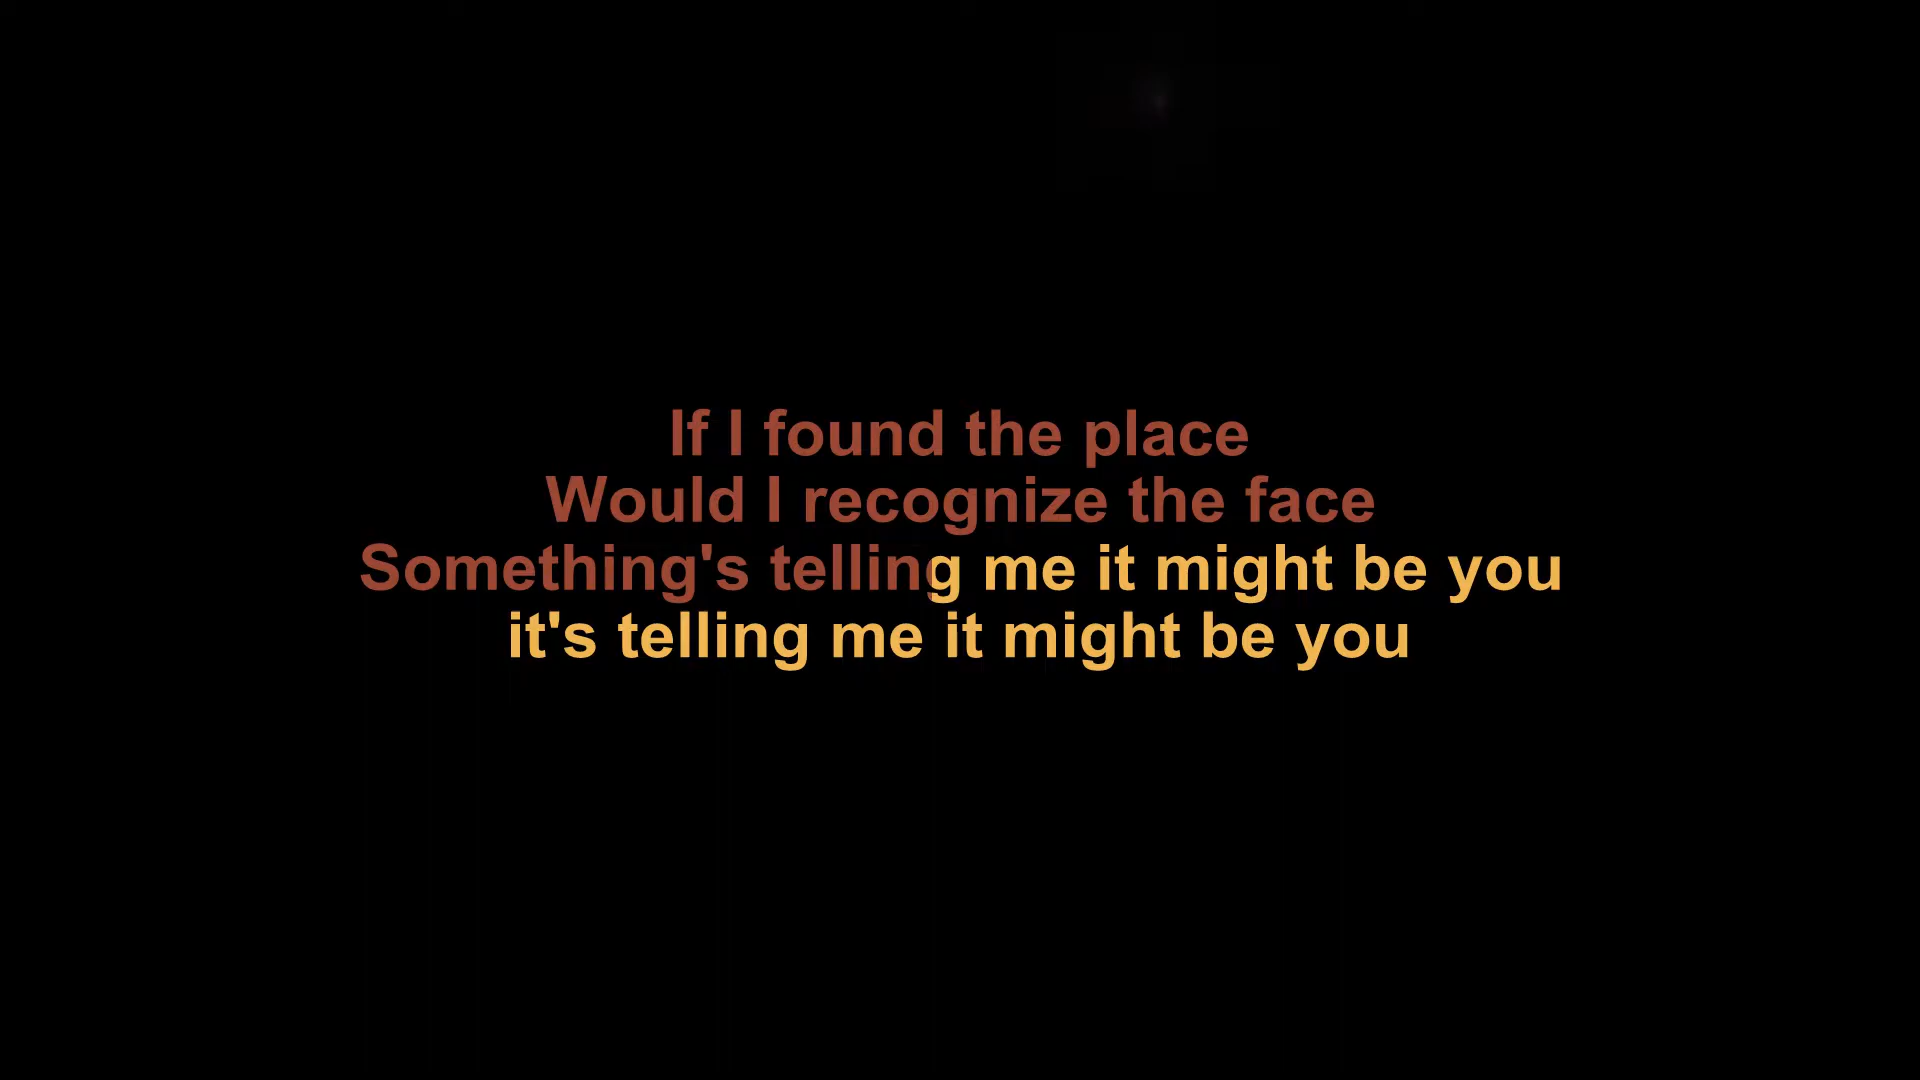 If I found the place
Would I recognize the face
Something's telling me it might be you
it's telling me it might be you